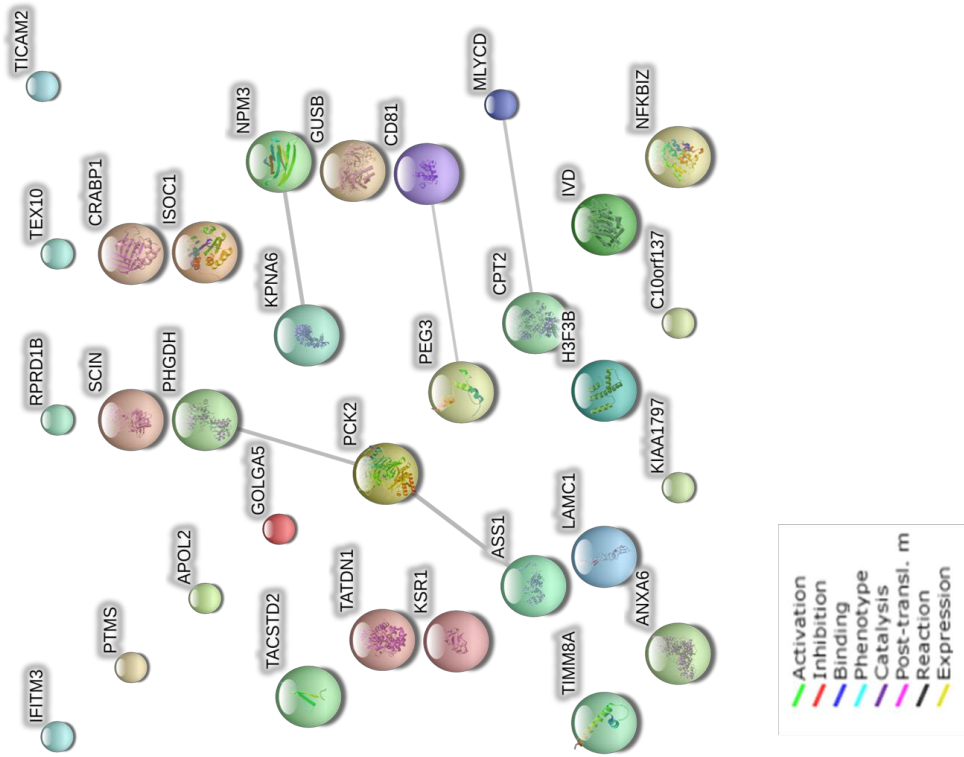 TICAM2
TEX10
RPRD1B
IFITM3
CRABP1
SCIN
PTMS
ISOC1
PHGDH
APOL2
NPM3
KPNA6
GOLGA5
TACSTD2
GUSB
TATDN1
CD81
PCK2
KSR1
PEG3
MLYCD
CPT2
ASS1
IVD
H3F3B
LAMC1
TIMM8A
NFKBIZ
C10orf137
KIAA1797
ANXA6
Activation
Inhibition
Binding
Phenotype
Catalysis
Post-transl. m
Reaction
Expression